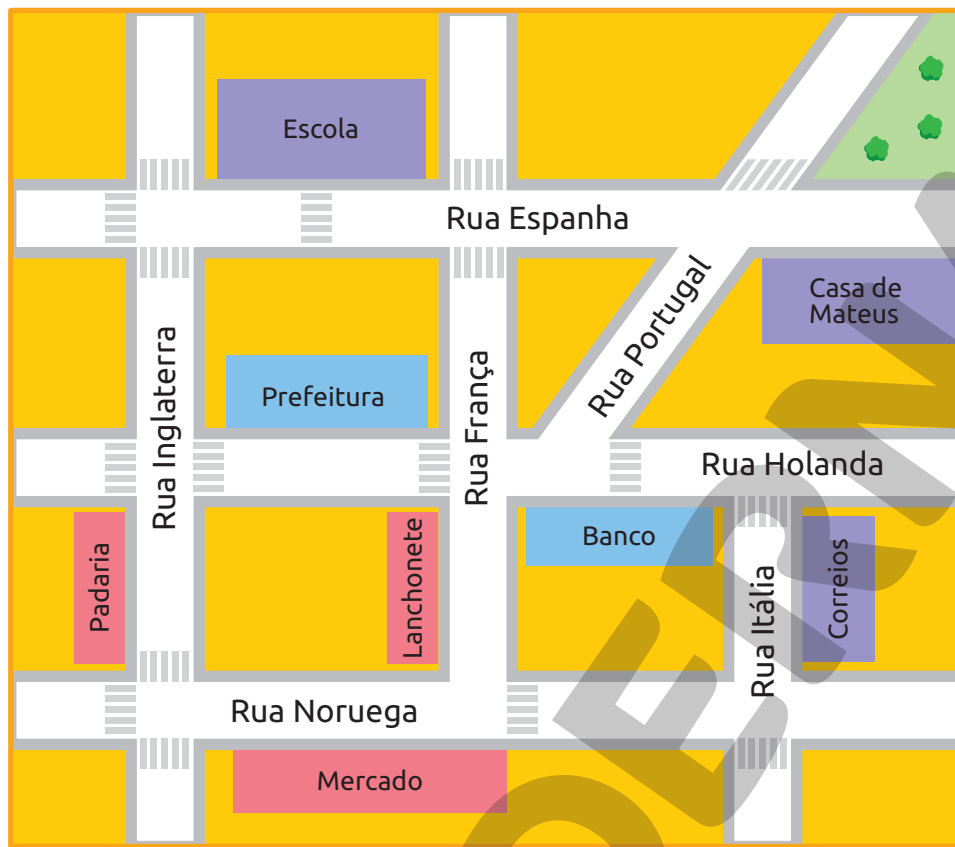 Escola
Rua Espanha
Casa de
Mateus
Rua Portugal
Rua Inglaterra
Prefeitura
Rua França
Rua Holanda
Padaria
Lanchonete
Banco
Rua Itália
Correios
Rua Noruega
Mercado